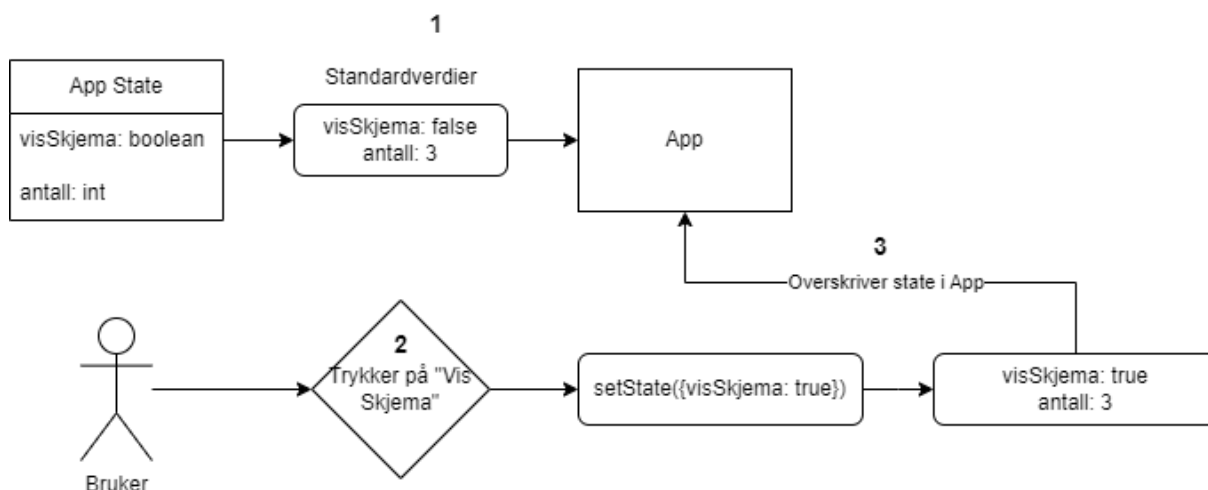 1
App State
visSkjema: boolean
antall: int
Standardverdier
visSkjema: false
antall: 3
App
3
Overskriver state i App
2
Trykker på "Vis
Skjema"
setState({visSkjema: true})
visSkjema: true
antall: 3
Bruker